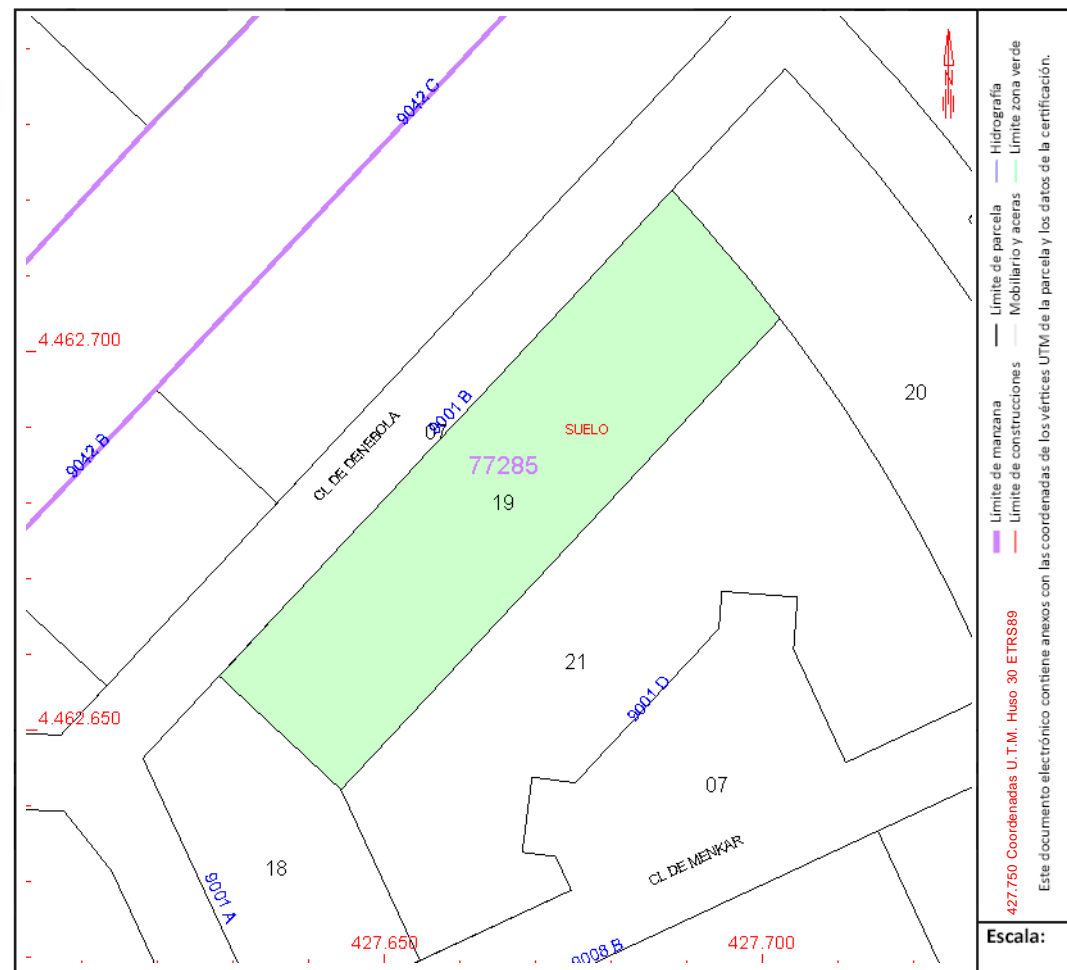 9042 C
4.462.700
9042 B
CL DE DENEBOLA
9001 B
SUELO
77285
19
20
21
9001 D
4.462.650
07
CL DE MENKAR
18
9001 A
427.650
427.700
9008 B
N
Límite de manzana
Límite de parcela
Hidrografía
Límite de construcciones
Mobiliario y aceras
Límite zona verde
427.750 Coordenadas U.T.M. Huso 30 ETRS89
Este documento electrónico contiene anexos con las coordenadas de los vértices UTM de la parcela y los datos de la certificación.
Escala: